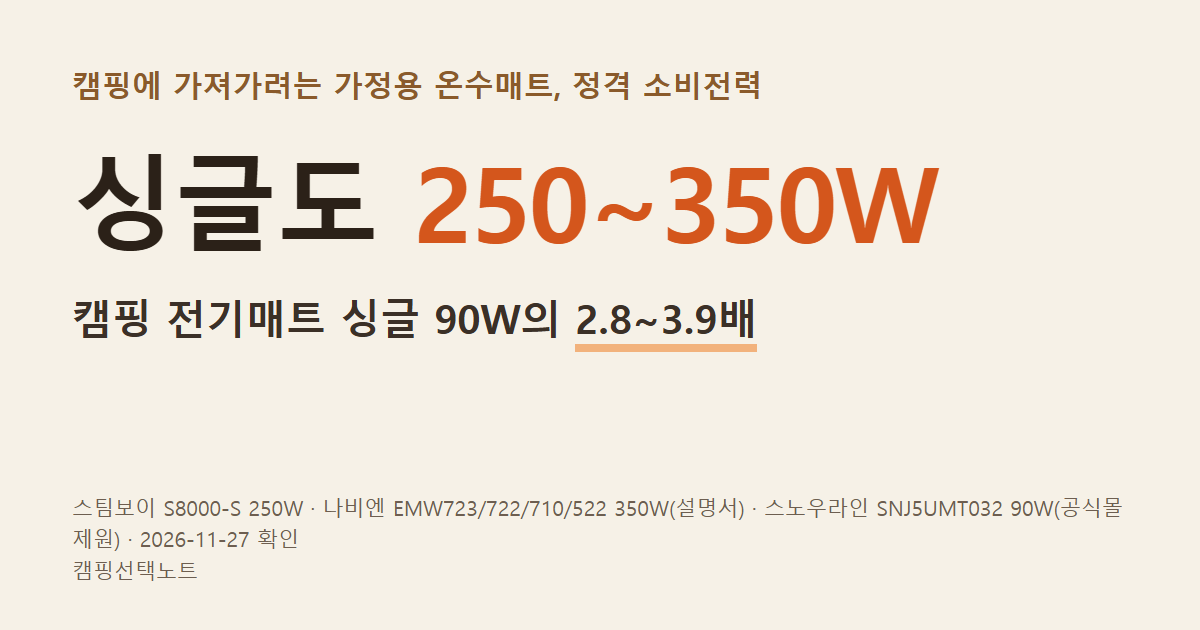 캠핑에 가져가려는 가정용 온수매트, 정격 소비전력
싱글도 250~350W
캠핑 전기매트 싱글 90W의 2.8~3.9배
스팀보이 S8000-S 250W · 나비엔 EMW723/722/710/522 350W(설명서) · 스노우라인 SNJ5UMT032 90W(공식몰
제원) · 2026-11-27 확인
캠핑선택노트